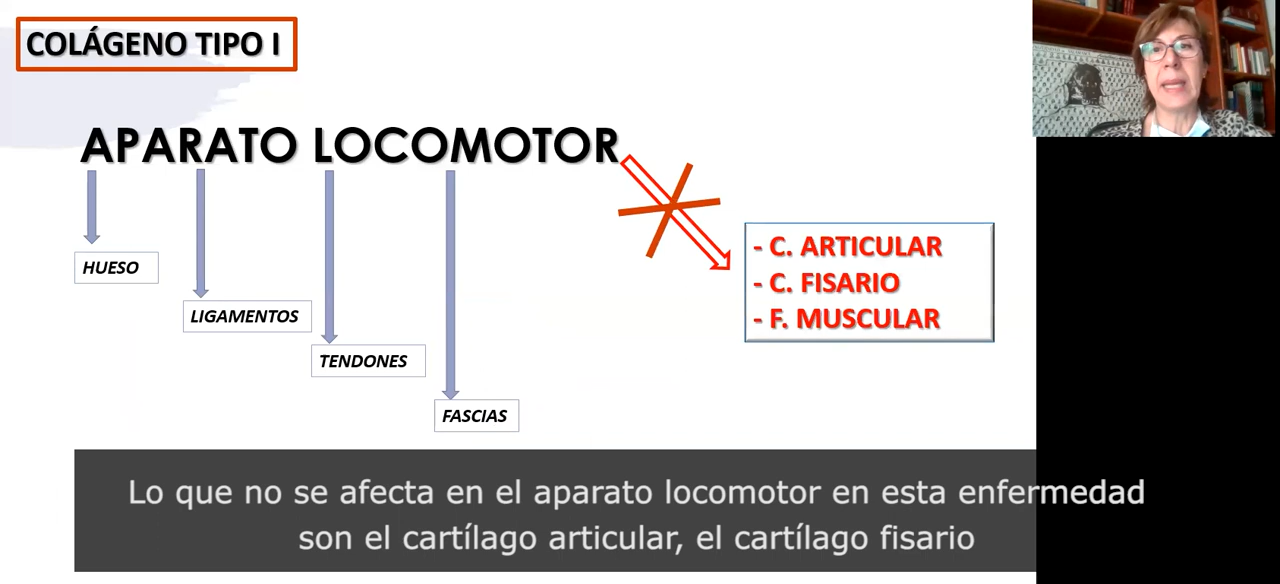 COLÁGENO TIPO I
APARATO LOCOMOTOR
HUESO
LIGAMENTOS
TENDONES
FASCIAS
- C. ARTICULAR
- C. FISARIO
- F. MUSCULAR
Lo que no se afecta en el aparato locomotor en esta enfermedad
son el cartílago articular, el cartílago fisario